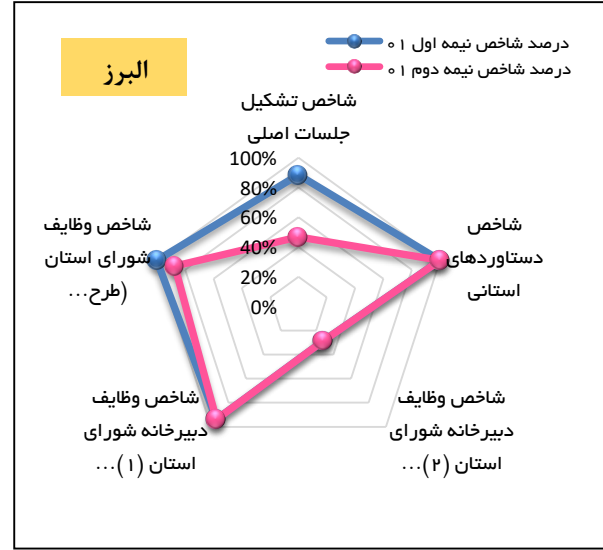 درصد شاخص نیمه اول ۰۱
درصد شاخص نیمه دوم ۰۱
البرز
شاخص تشکیل
جلسات اصلی
100%
80%
60%
40%
20%
0%
شاخص
دستاوردهای
استانی
شاخص وظایف
دبیرخانه شورای
استان (۲)...
شاخص وظایف
دبیرخانه شورای
استان (۱)...
شاخص وظایف
شورای استان
(طرح...